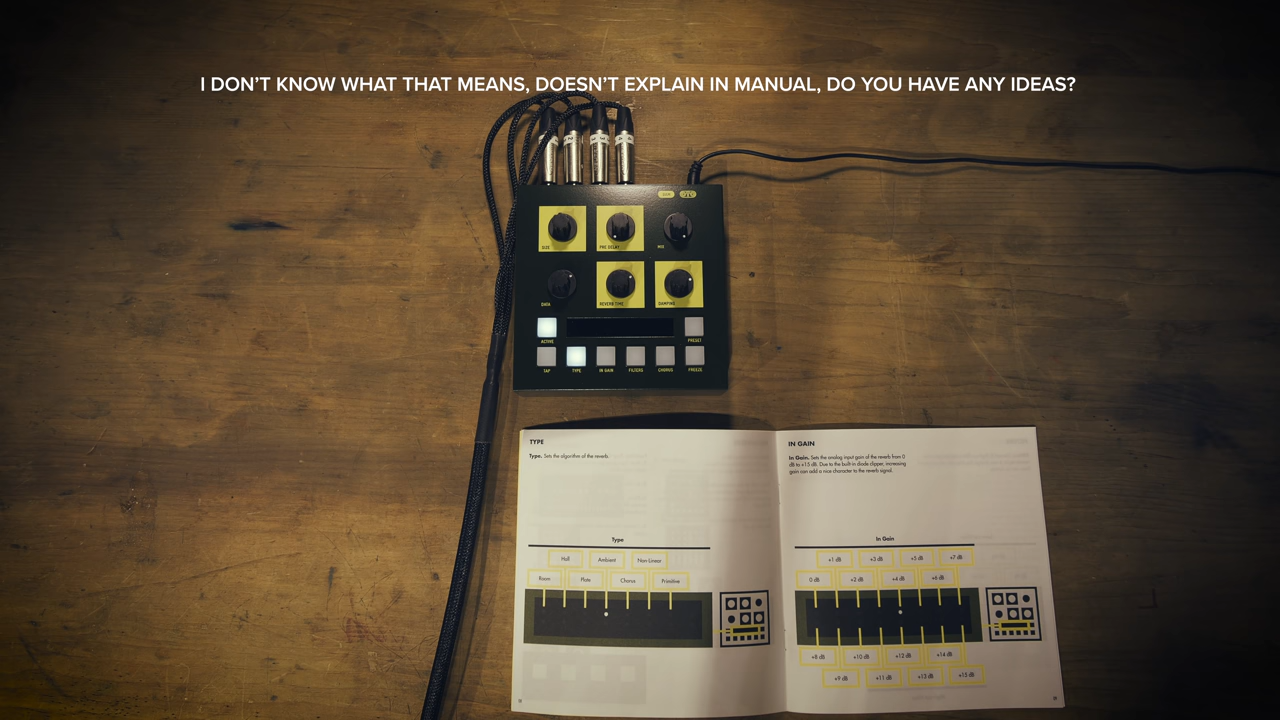 I DON'T KNOW WHAT THAT MEANS, DOESN'T EXPLAIN IN MANUAL, DO YOU HAVE ANY IDEAS?
SIZE
PRE DELAY
MIX
DATA
REVERB TIME
DAMPING
ACTIVE
PRESET
TAP
TYPE
IN GAIN
FILTERS
CHORUS
FREEZE
TYPE
Type. Sets the algorithm of the reverb.
Type
Hall
Ambient
Non-Linear
Room
Plate
Chorus
Primitive
IN GAIN
In Gain. Sets the analog input gain of the reverb from 0
dB to +15 dB. Due to the built in diode clipper, increasing
gain can add a nice character to the reverb signal.
In Gain
+1 dB
+3 dB
+5 dB
+7 dB
0 dB
+2 dB
+4 dB
+6 dB
+8 dB
+10 dB
+12 dB
+14 dB
+9 dB
+11 dB
+13 dB
+15 dB